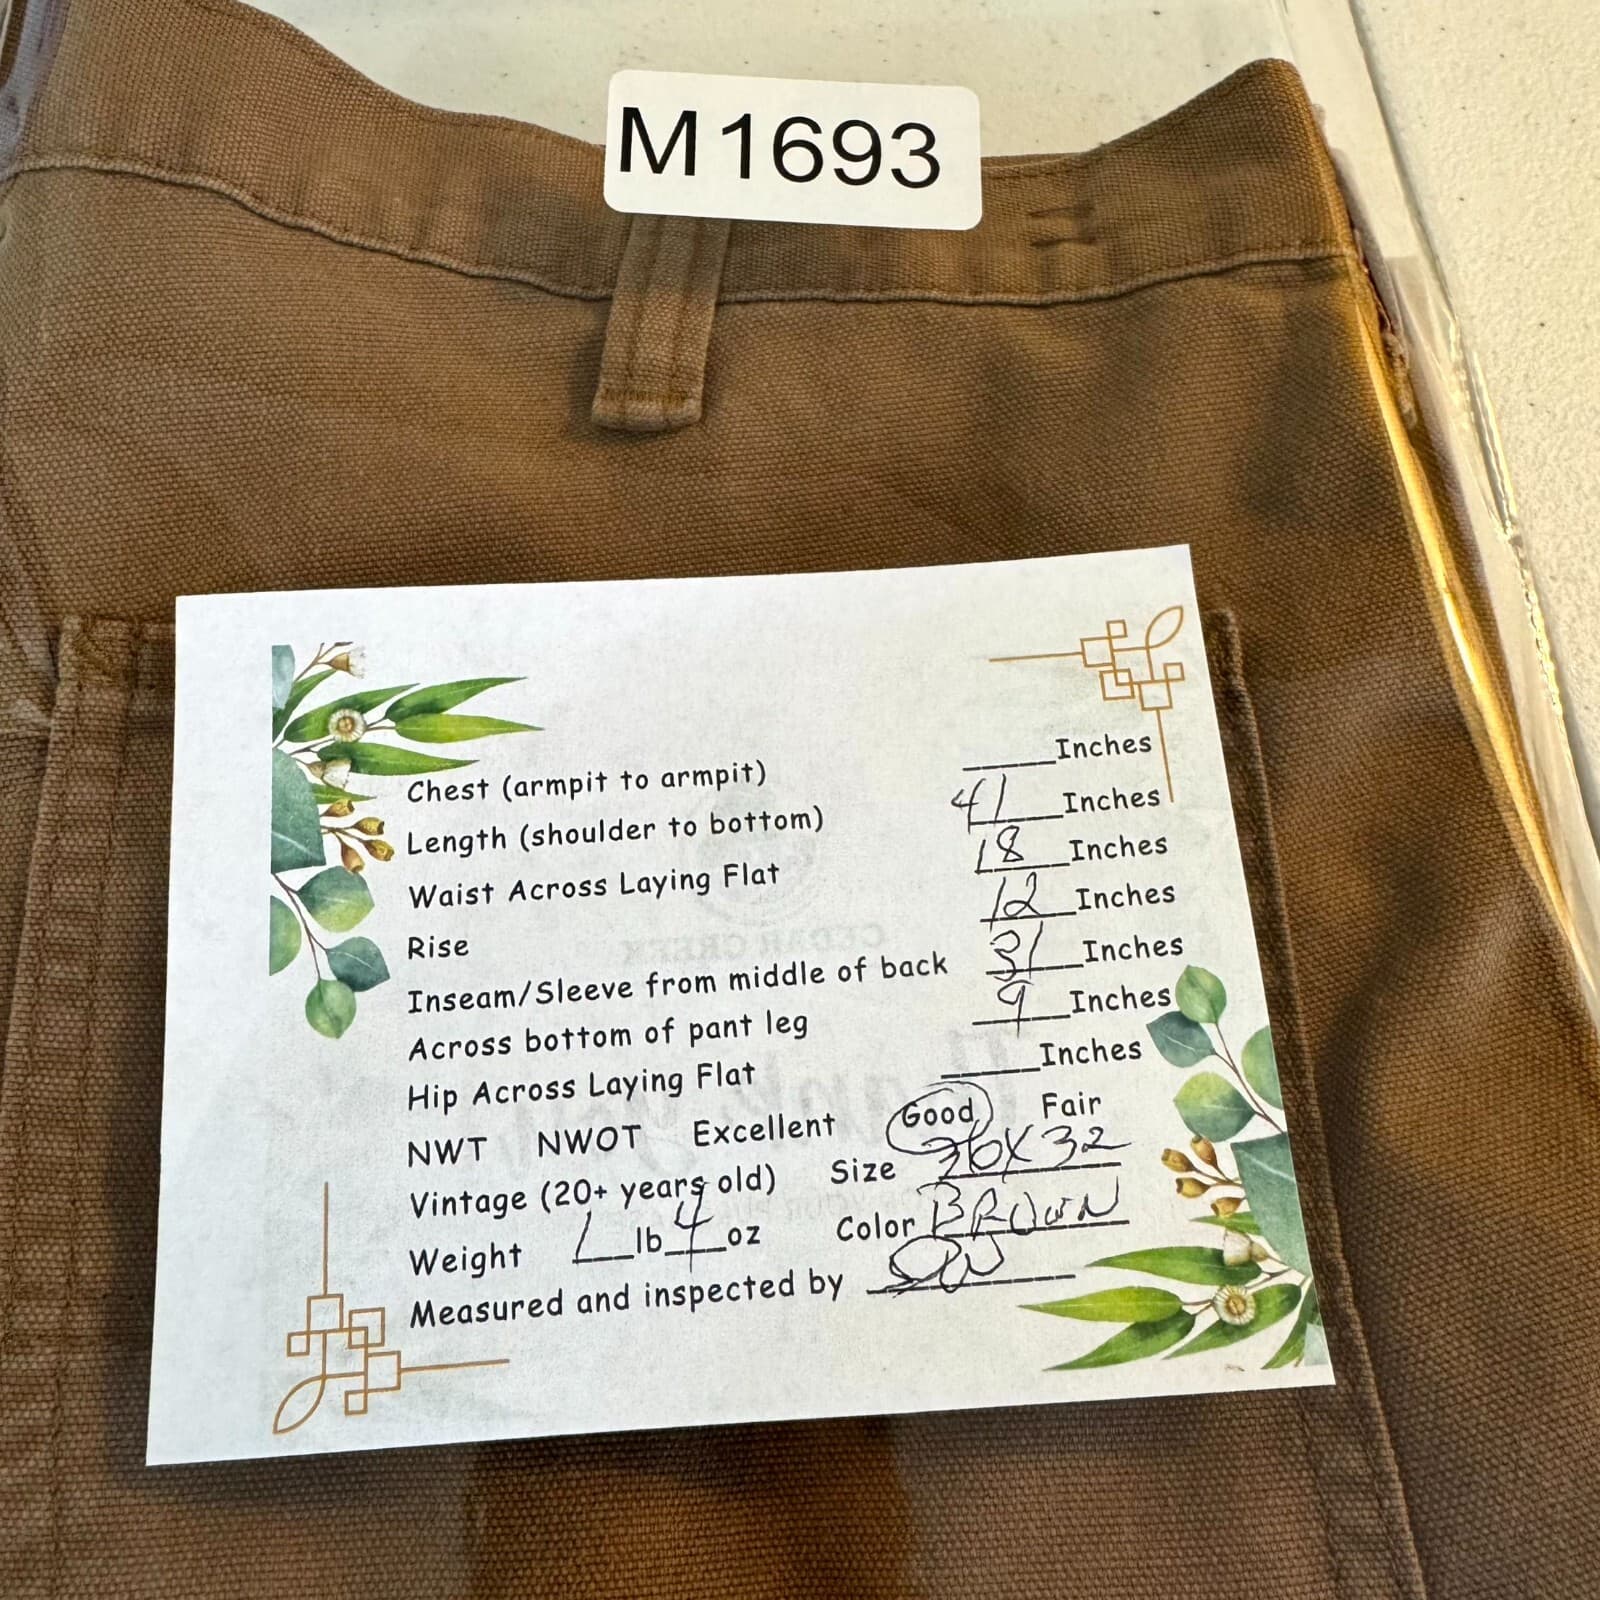 M1693
Chest (armpit to armpit) ____Inches
Length (shoulder to bottom) 41 Inches
Waist Across Laying Flat 18 Inches
Rise 12 Inches
Inseam/Sleeve from middle of back 31 Inches
Across bottom of pant leg 9 Inches
Hip Across Laying Flat ____Inches
NWT NWOT Excellent Good Fair
Vintage (20+ years old) Size 36X32
Weight 1 lb 4 oz Color BROWN
Measured and inspected by